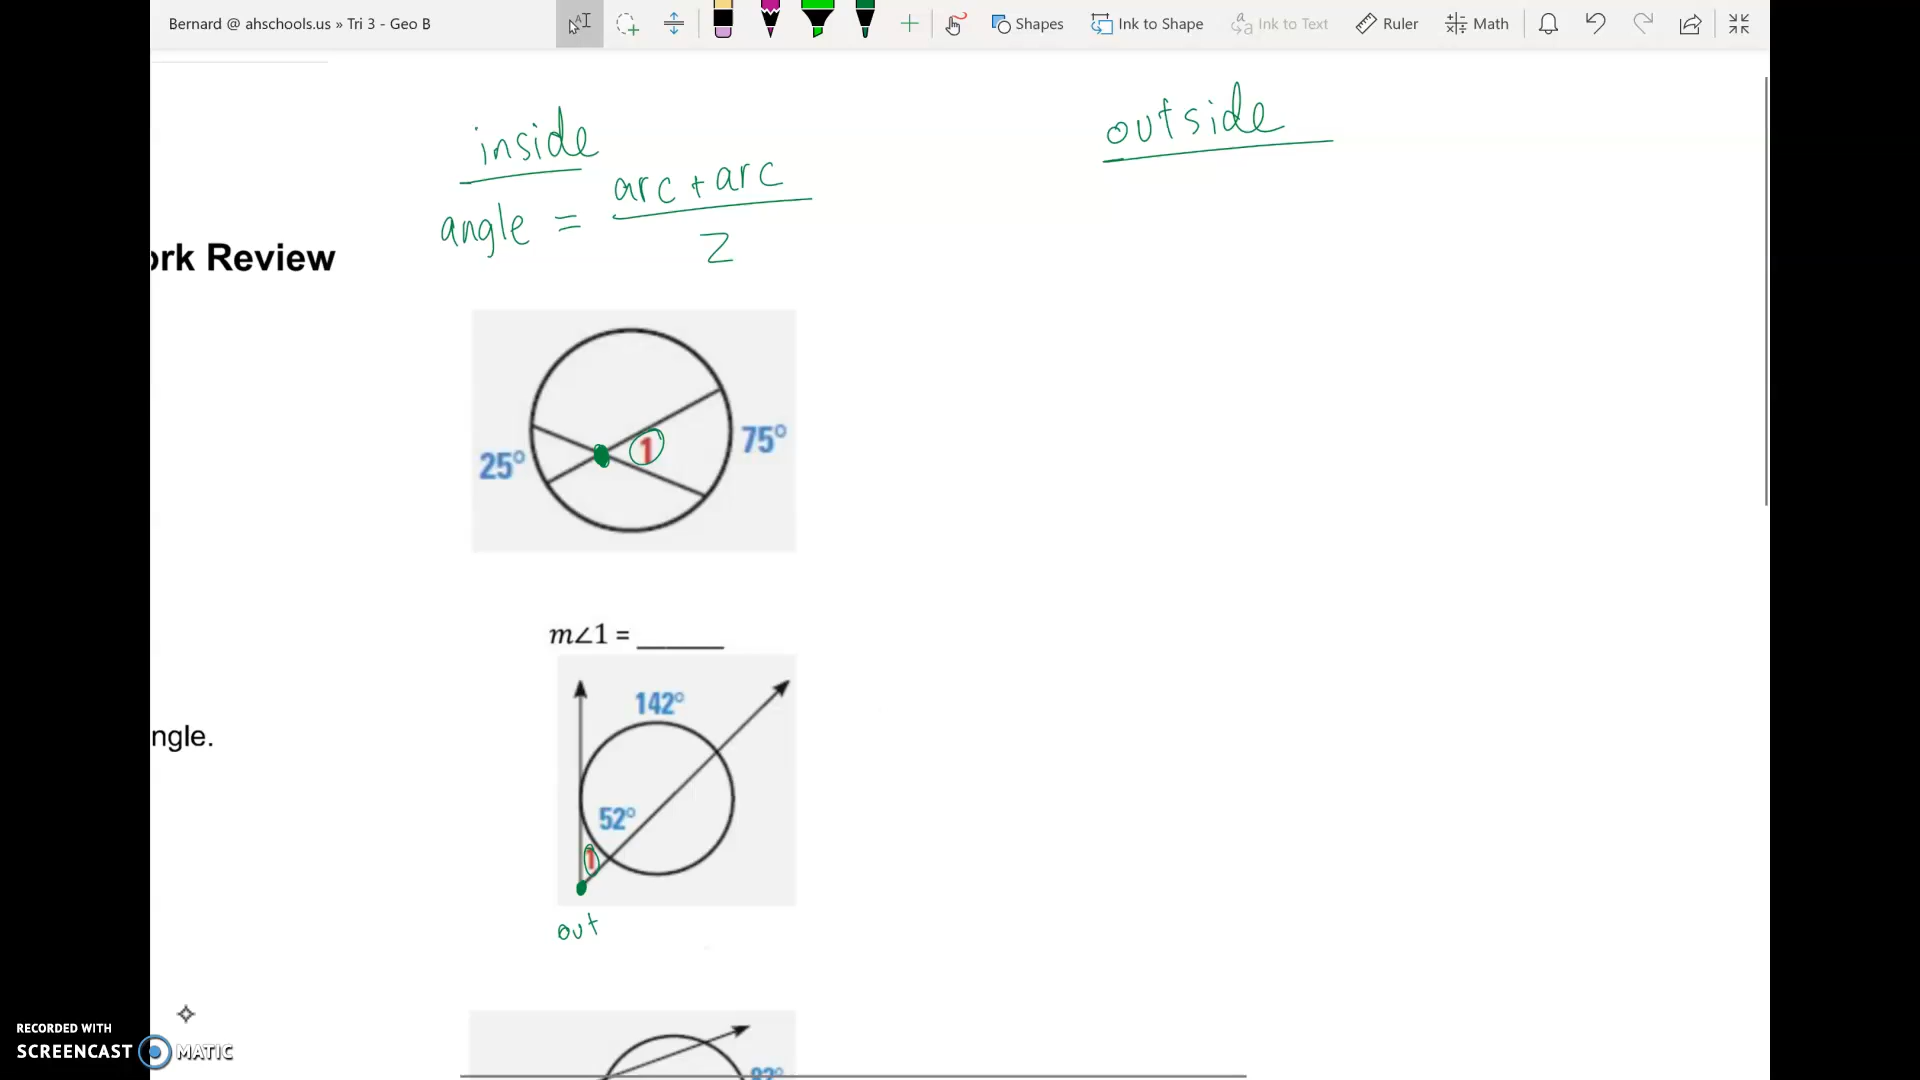 Bernard @ ahschools.us » Tri 3 - Geo B
Shapes
Ink to Shape
Ink to Text
Ruler
Math
inside
outside
angle = arc + arc
2
ork Review
25°
1
75°
m∠1 = ______
142°
ngle.
52°
1
out
RECORDED WITH
SCREENCAST MATIC